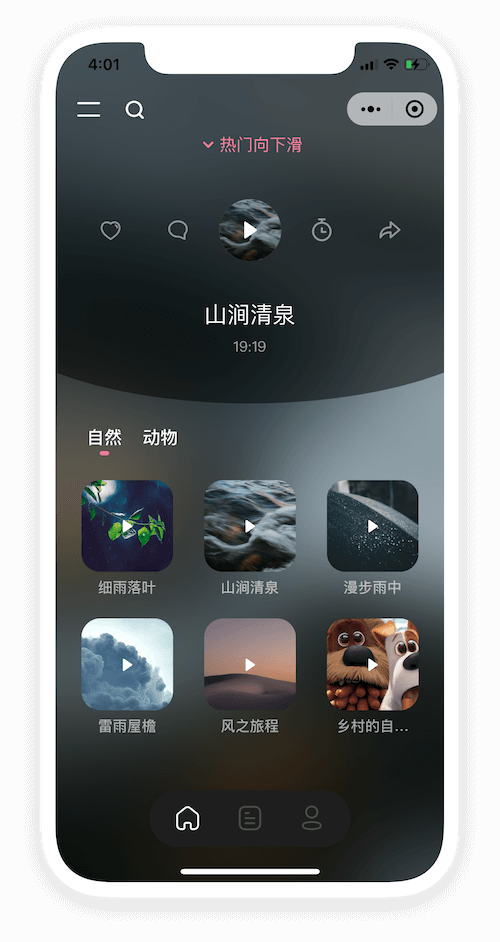 4:01
热门向下滑
山涧清泉
19:19
自然 动物
细雨落叶 山涧清泉 漫步雨中
雷雨屋檐 风之旅程 乡村的自...